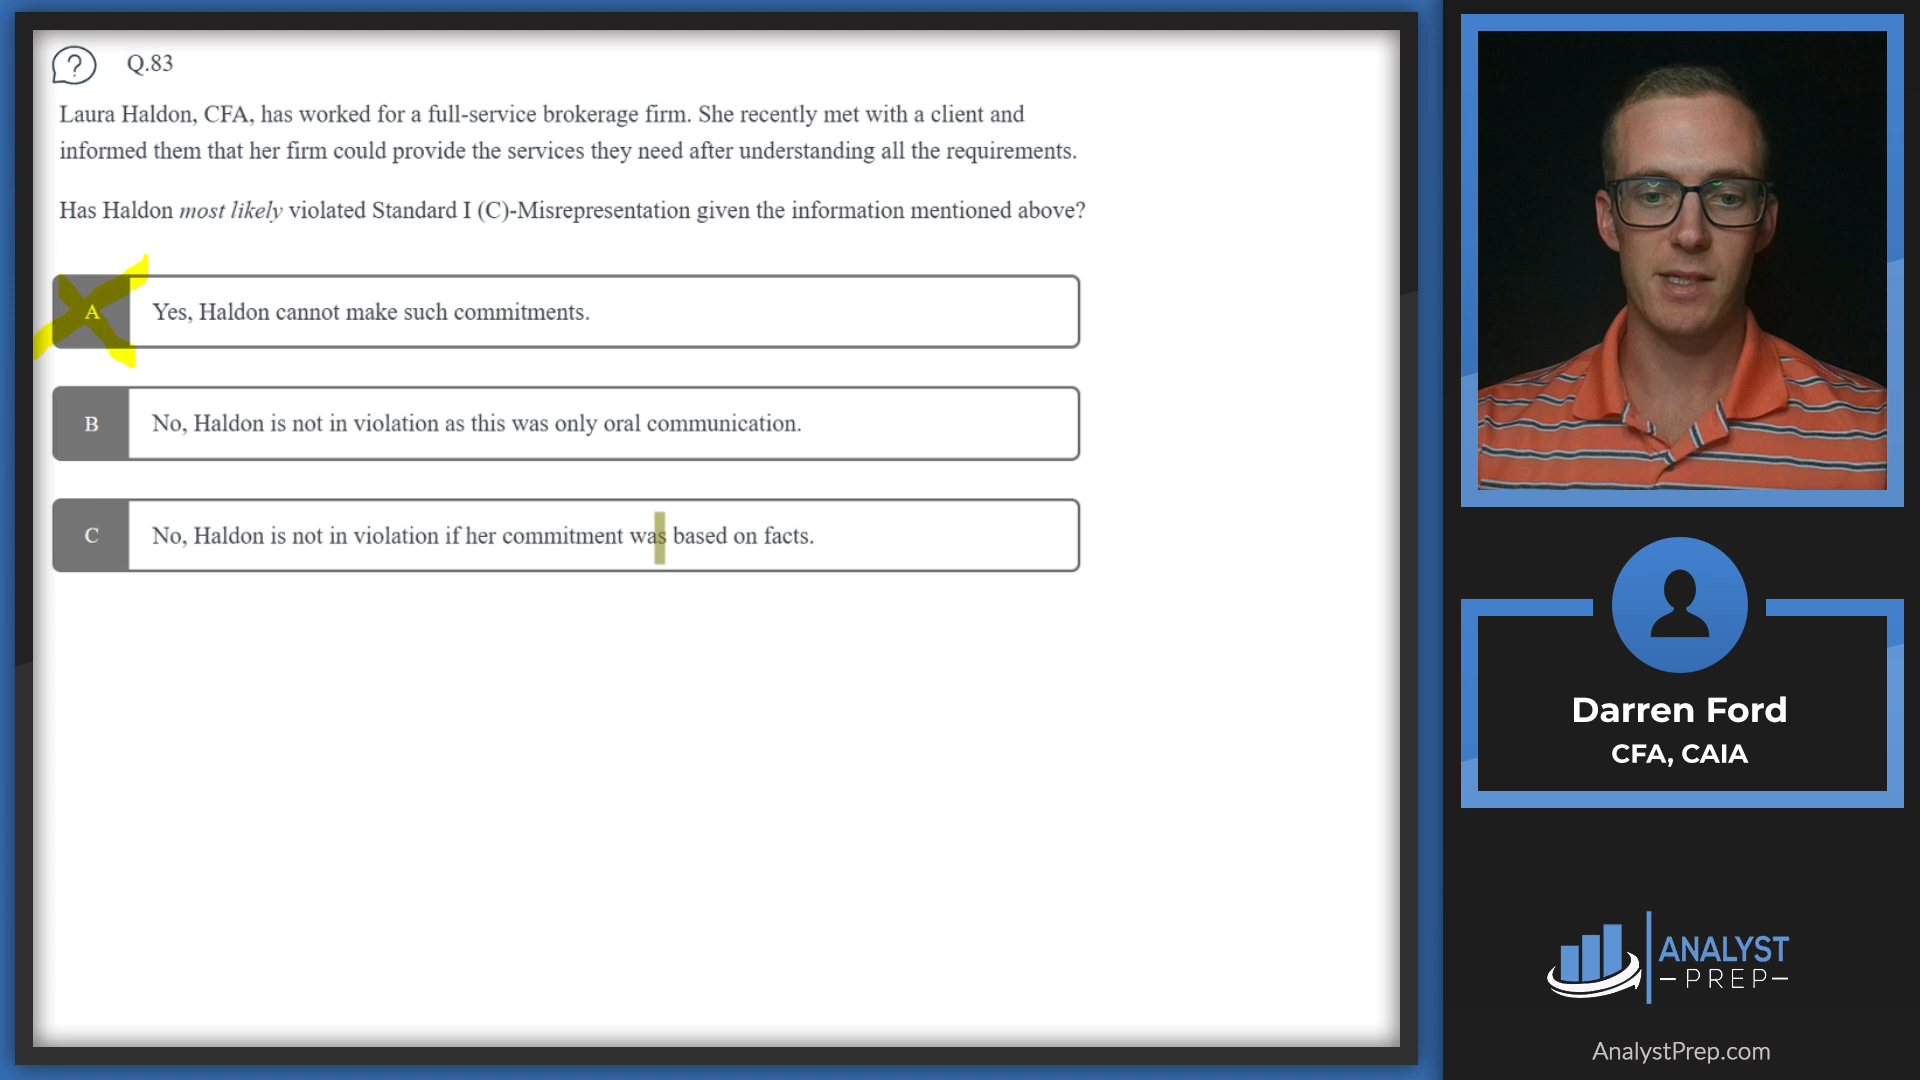 ?
Q.83
Laura Haldon, CFA, has worked for a full-service brokerage firm. She recently met with a client and
informed them that her firm could provide the services they need after understanding all the requirements.
Has Haldon most likely violated Standard I (C)-Misrepresentation given the information mentioned above?
A
Yes, Haldon cannot make such commitments.
B
No, Haldon is not in violation as this was only oral communication.
C
No, Haldon is not in violation if her commitment was based on facts.
Darren Ford
CFA, CAIA
ANALYST
PREP
AnalystPrep.com